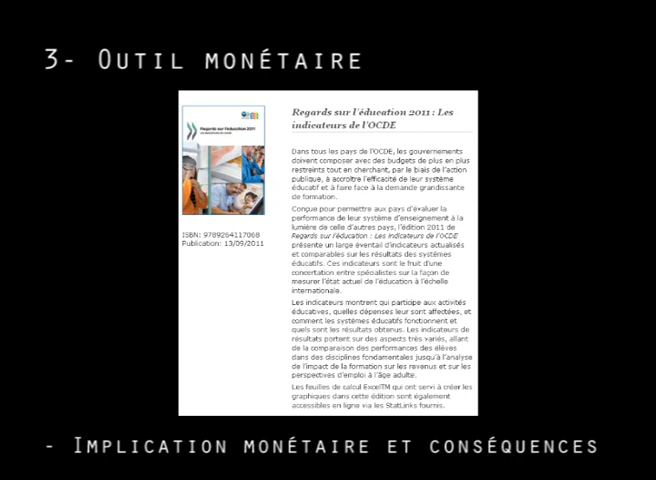 3- Outil monétaire
Regards sur l'éducation 2011
Regards sur l'éducation 2011 : Les
indicateurs de l'OCDE
Dans tous les pays de l'OCDE, les gouvernements
doivent composer avec des budgets de plus en plus
restreints tout en cherchant, par le biais de l'action
publique, à accroître l'efficacité de leur système
éducatif et à faire face à la demande grandissante
de formation.
Conçue pour permettre aux pays d'évaluer la
performance de leur système d'enseignement à la
lumière de celle d'autres pays, l'édition 2011 de
Regards sur l'éducation : Les indicateurs de l'OCDE
présente un large éventail d'indicateurs actualisés
et comparables sur les résultats des systèmes
éducatifs. Ces indicateurs sont le fruit d'une
concertation entre spécialistes sur la façon de
mesurer l'état actuel de l'éducation à l'échelle
internationale.
Les indicateurs montrent qui participe aux activités
éducatives, quelles dépenses leur sont affectées, et
comment les systèmes éducatifs fonctionnent et
quels sont les résultats obtenus. Les indicateurs de
résultats portent sur des aspects très variés, allant
de la comparaison des performances des élèves
dans des disciplines fondamentales jusqu'à l'analyse
de l'impact de la formation sur les revenus et sur les
perspectives d'emploi à l'âge adulte.
Les feuilles de calcul ExcelTM qui ont servi à créer les
graphiques dans cette édition sont également
accessibles en ligne via les StatLinks fournis.
ISBN: 9789264117068
Publication: 13/09/2011
- Implication monétaire et conséquences